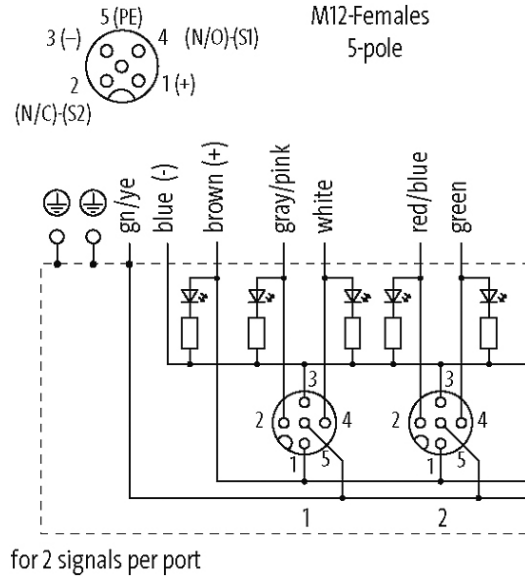 5 (PE)
3 (–)
4
(N/O)-(S1)
2
1 (+)
(N/C)-(S2)
M12-Females
5-pole
gn/ye
blue (-)
brown (+)
gray/pink
white
red/blue
green
3
2
4
1
5
3
2
4
1
5
1
2
for 2 signals per port